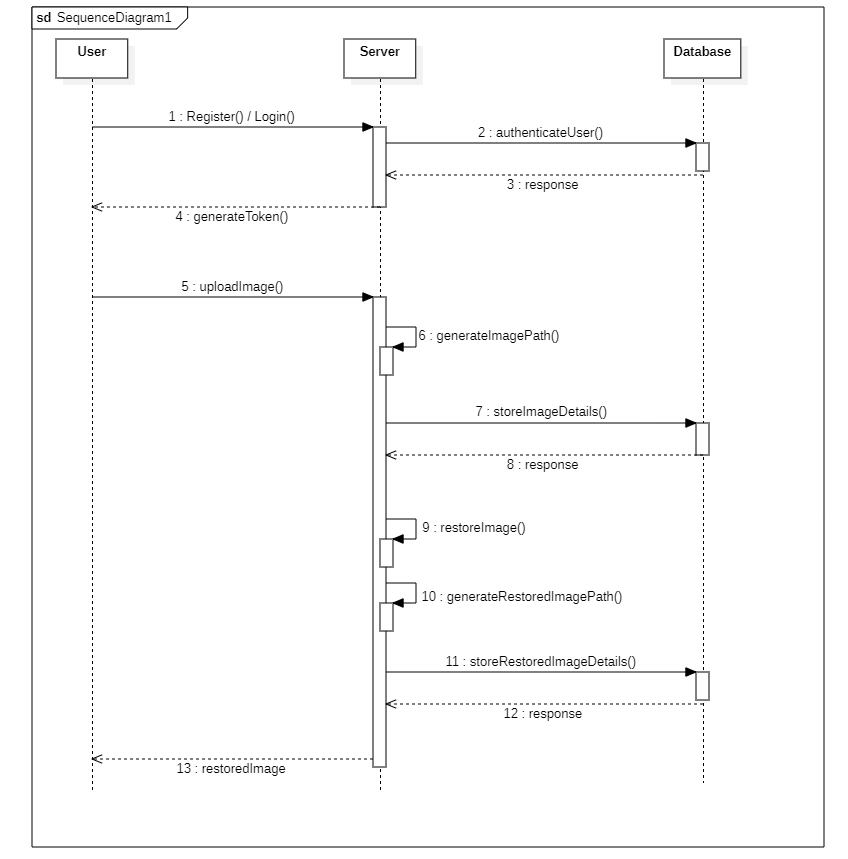 sd SequenceDiagram1
User
Server
Database
1 : Register() / Login()
2 : authenticateUser()
3 : response
4 : generateToken()
5 : uploadImage()
6 : generateImagePath()
7 : storeImageDetails()
8 : response
9 : restoreImage()
10 : generateRestoredImagePath()
11 : storeRestoredImageDetails()
12 : response
13 : restoredImage